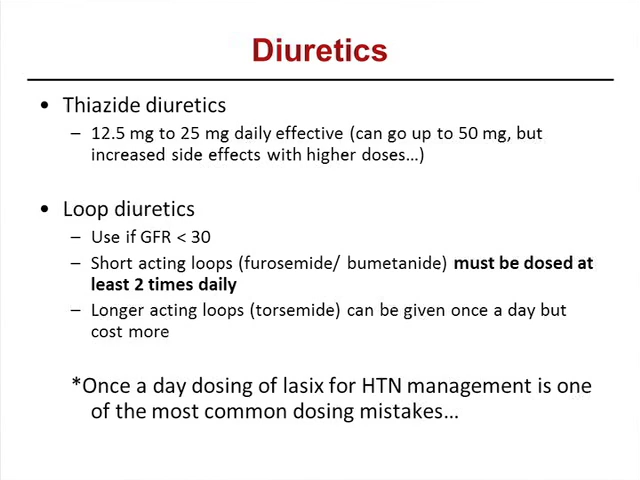 Diuretics
• Thiazide diuretics
– 12.5 mg to 25 mg daily effective (can go up to 50 mg, but
increased side effects with higher doses…)
• Loop diuretics
– Use if GFR < 30
– Short acting loops (furosemide/ bumetanide) must be dosed at
least 2 times daily
– Longer acting loops (torsemide) can be given once a day but
cost more
*Once a day dosing of lasix for HTN management is one
of the most common dosing mistakes…